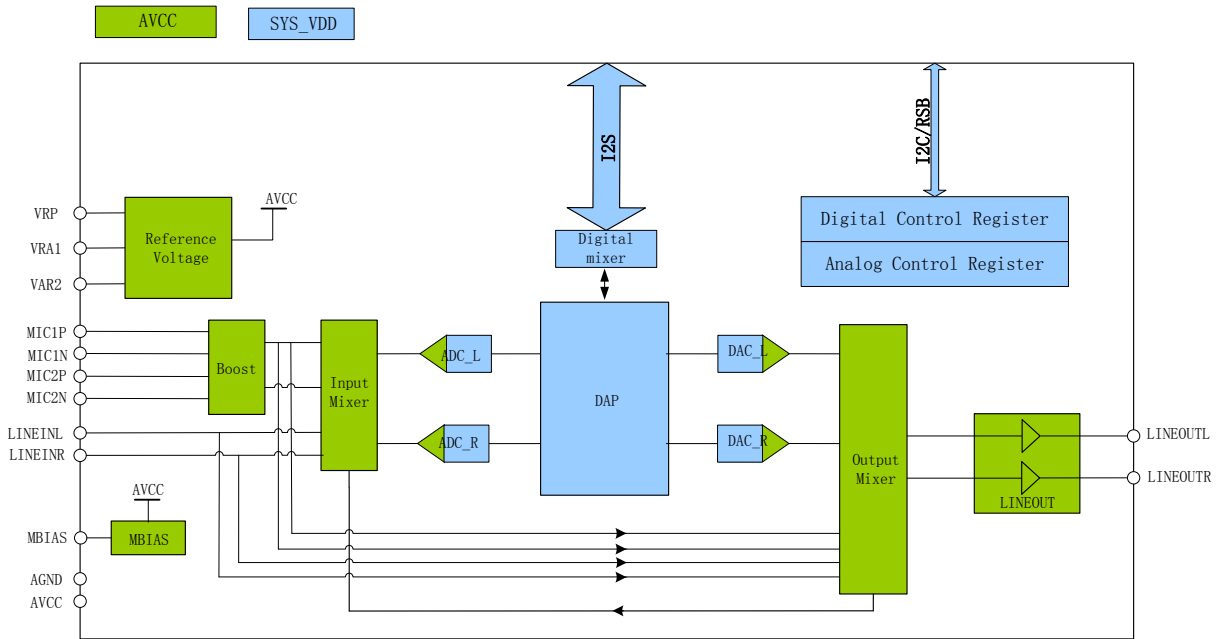 AVCC
SYS_VDD
I2S
I2C/RSB
VRP
VRA1
VAR2
Reference
Voltage
AVCC
Digital
mixer
Digital Control Register
Analog Control Register
MIC1P
MIC1N
MIC2P
MIC2N
Boost
LINEINL
LINEINR
Input
Mixer
ADC_L
ADC_R
DAP
DAC_L
DAC_R
Output
Mixer
LINEOUT
LINEOUTL
LINEOUTR
AVCC
MBIAS
MBIAS
AGND
AVCC